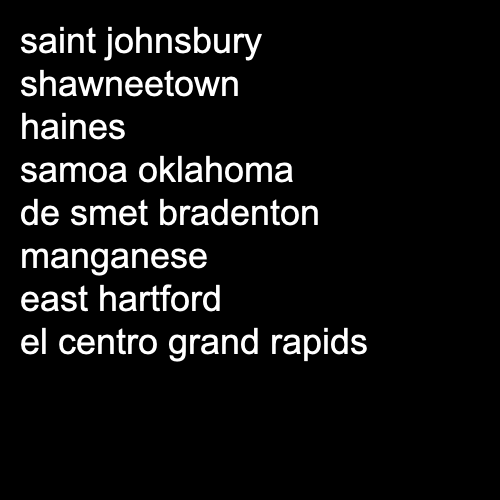 saint johnsbury
shawneetown
haines
samoa oklahoma
de smet bradenton
manganese
east hartford
el centro grand rapids